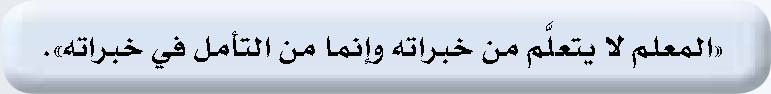 «المعلم لا يتعلَّم من خبراته وإنما من التأمل في خبراته».